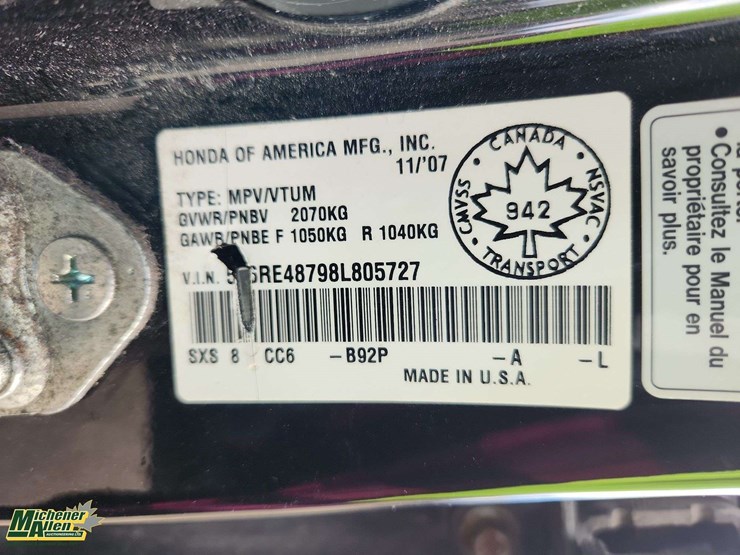 HONDA OF AMERICA MFG., INC.
11/'07
TYPE: MPV/VTUM
GVWR/PNBV 2070KG
GAWR/PNBE F 1050KG R 1040KG
V.I.N.
SXS 8 CC6 -B92P -A -L
MADE IN U.S.A.
CANADA
CMVSS
942
NSVAC
TRANSPORT
• Consultez le Manuel du
propriétaire pour en
savoir plus.
Michener
Allen
AUCTIONEERING LTD.